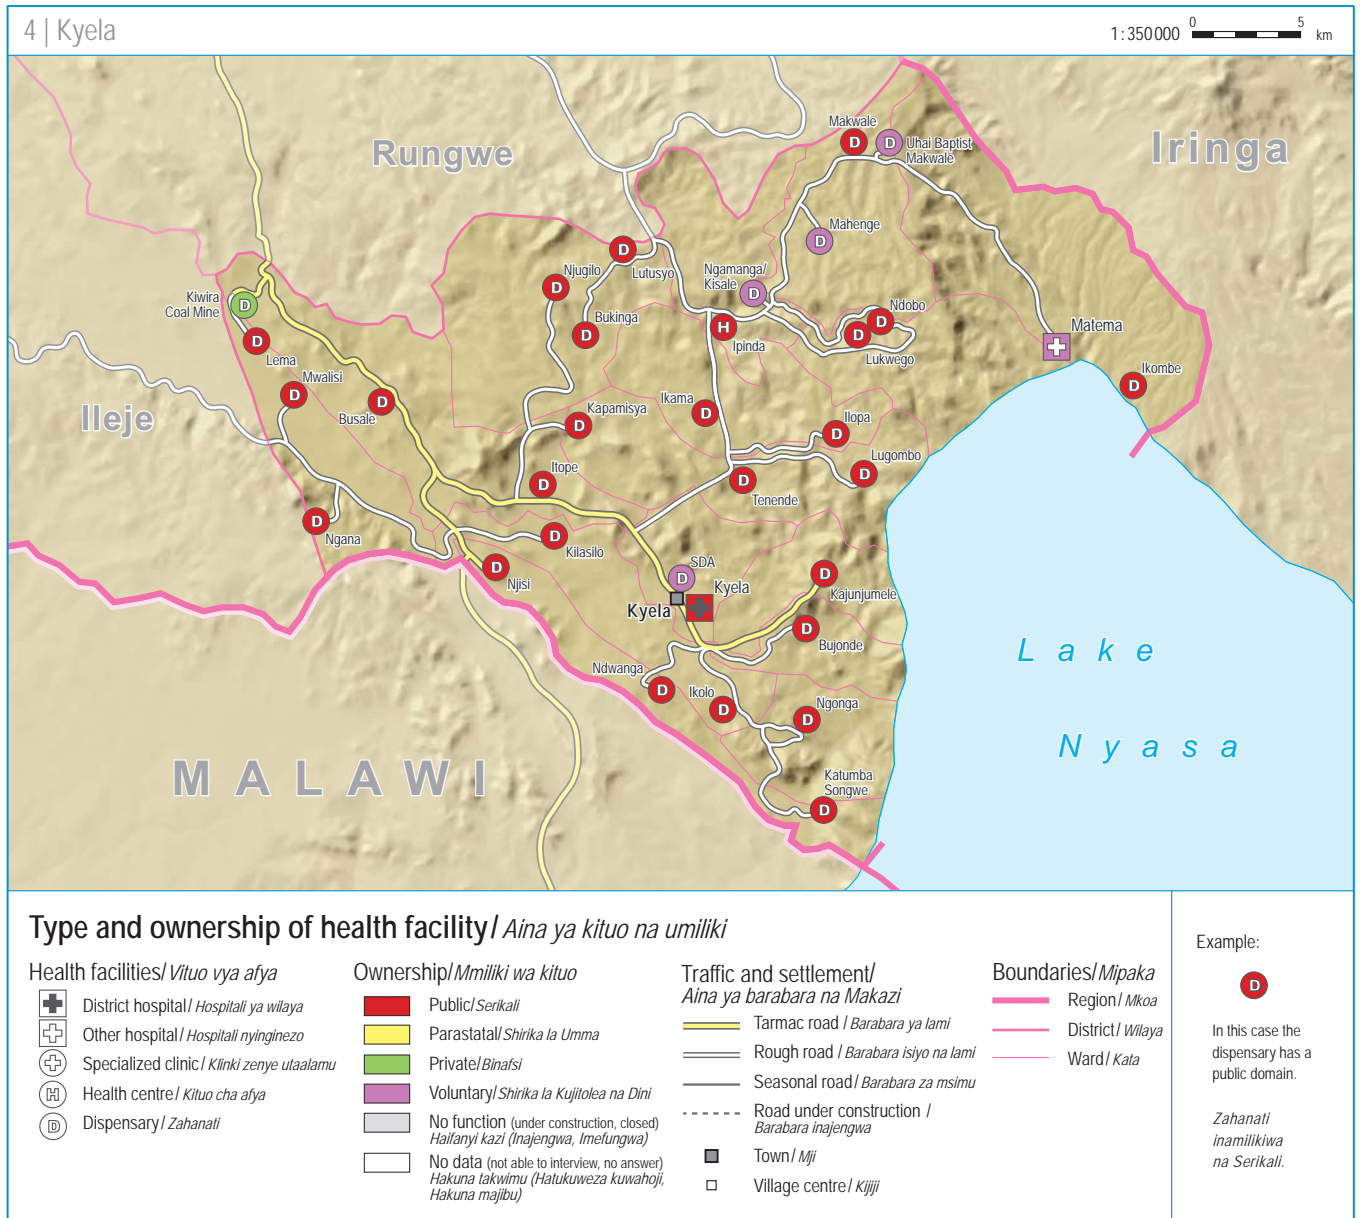 4 | Kyela
1:350000
0 5
km
Rungwe
Iringa
Ileje
MALAWI
Lake
Nyasa
Makwale
D
D
Uhai Baptist
Makwale
Mahenge
D
Lutusyo
D
Njugilo
D
Bukinga
D
Ngamanga/
Kisale
D
Ndobo
D
D
Lukwego
H
Ipinda
Matema
Ikombe
D
Kiwira
Coal Mine
D
D
Lema
Mwalisi
D
Busale
D
Kapamisya
D
Ikama
D
Ilopa
D
Lugombo
D
Itope
D
D
Tenende
D
Ngana
D
Kilasilo
D
Njisi
SDA
D
Kyela
Kyela
D
Kajunjumele
D
Bujonde
Ndwanga
D
Ikolo
D
Ngonga
D
Katumba
Songwe
D
Type and ownership of health facility / Aina ya kituo na umiliki
Health facilities / Vituo vya afya
District hospital / Hospitali ya wilaya
Other hospital / Hospitali nyinginezo
Specialized clinic / Klinki zenye utaalamu
H Health centre / Kituo cha afya
D Dispensary / Zahanati
Ownership / Mmiliki wa kituo
Public / Serikali
Parastatal / Shirika la Umma
Private / Binafsi
Voluntary / Shirika la Kujitolea na Dini
No function (under construction, closed)
Haifanyi kazi (Inajengwa, Imefungwa)
No data (not able to interview, no answer)
Hakuna takwimu (Hatukuweza kuwahoji,
Hakuna majibu)
Traffic and settlement /
Aina ya barabara na Makazi
Tarmac road / Barabara ya lami
Rough road / Barabara isiyo na lami
Seasonal road / Barabara za msimu
Road under construction /
Barabara inajengwa
Town / Mji
Village centre / Kijiji
Boundaries / Mipaka
Region / Mkoa
District / Wilaya
Ward / Kata
Example:
D
In this case the
dispensary has a
public domain.
Zahanati
inamilikiwa
na Serikali.